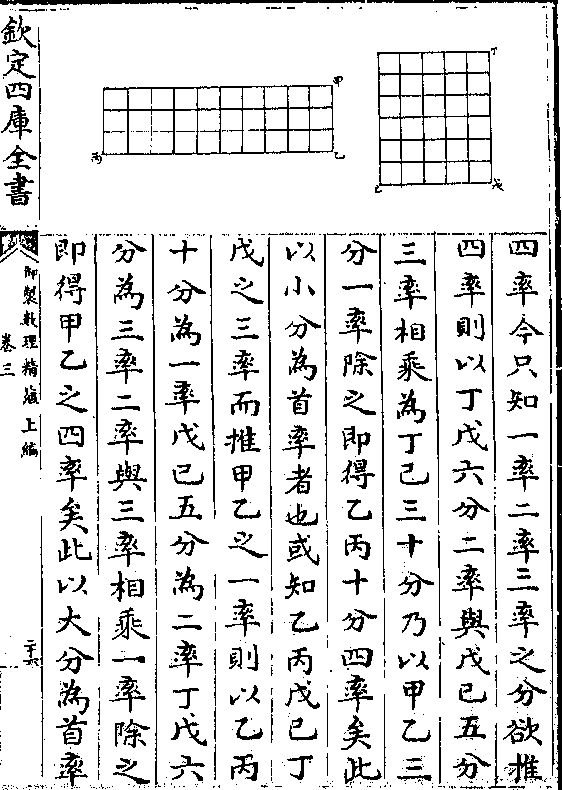 丁
戊
己
甲
乙
丙
四率今只知一率二率三率之分欲推
四率則以丁戊六分二率與戊己五分
三率相乘為丁己三十分乃以甲乙三
分一率除之即得乙丙十分四率矣此
以小分為首率者也或知乙丙戊己丁
戊之三率而推甲乙之一率則以乙丙
十分為一率戊己五分為二率丁戊六
分為三率二率與三率相乘一率除之
即得甲乙之四率矣此以大分為首率
欽定四庫全書
御製數理精蘊 上編
卷三
二十六